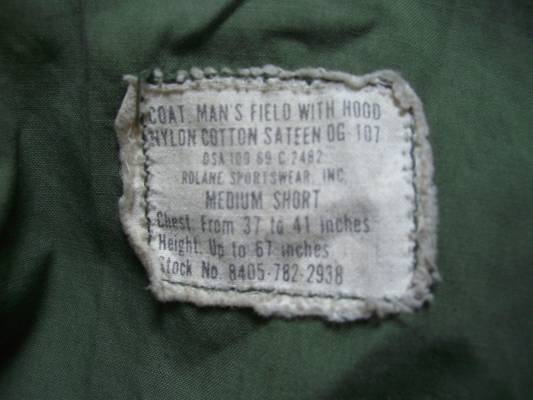 COAT, MAN'S FIELD WITH HOOD
NYLON COTTON SATEEN OG-107
DSA 100 69 C 2482
ROLANE SPORTSWEAR, INC.
MEDIUM SHORT
Chest From 37 to 41 inches
Height. Up to 67 inches
Stock No. 8405-782-2938